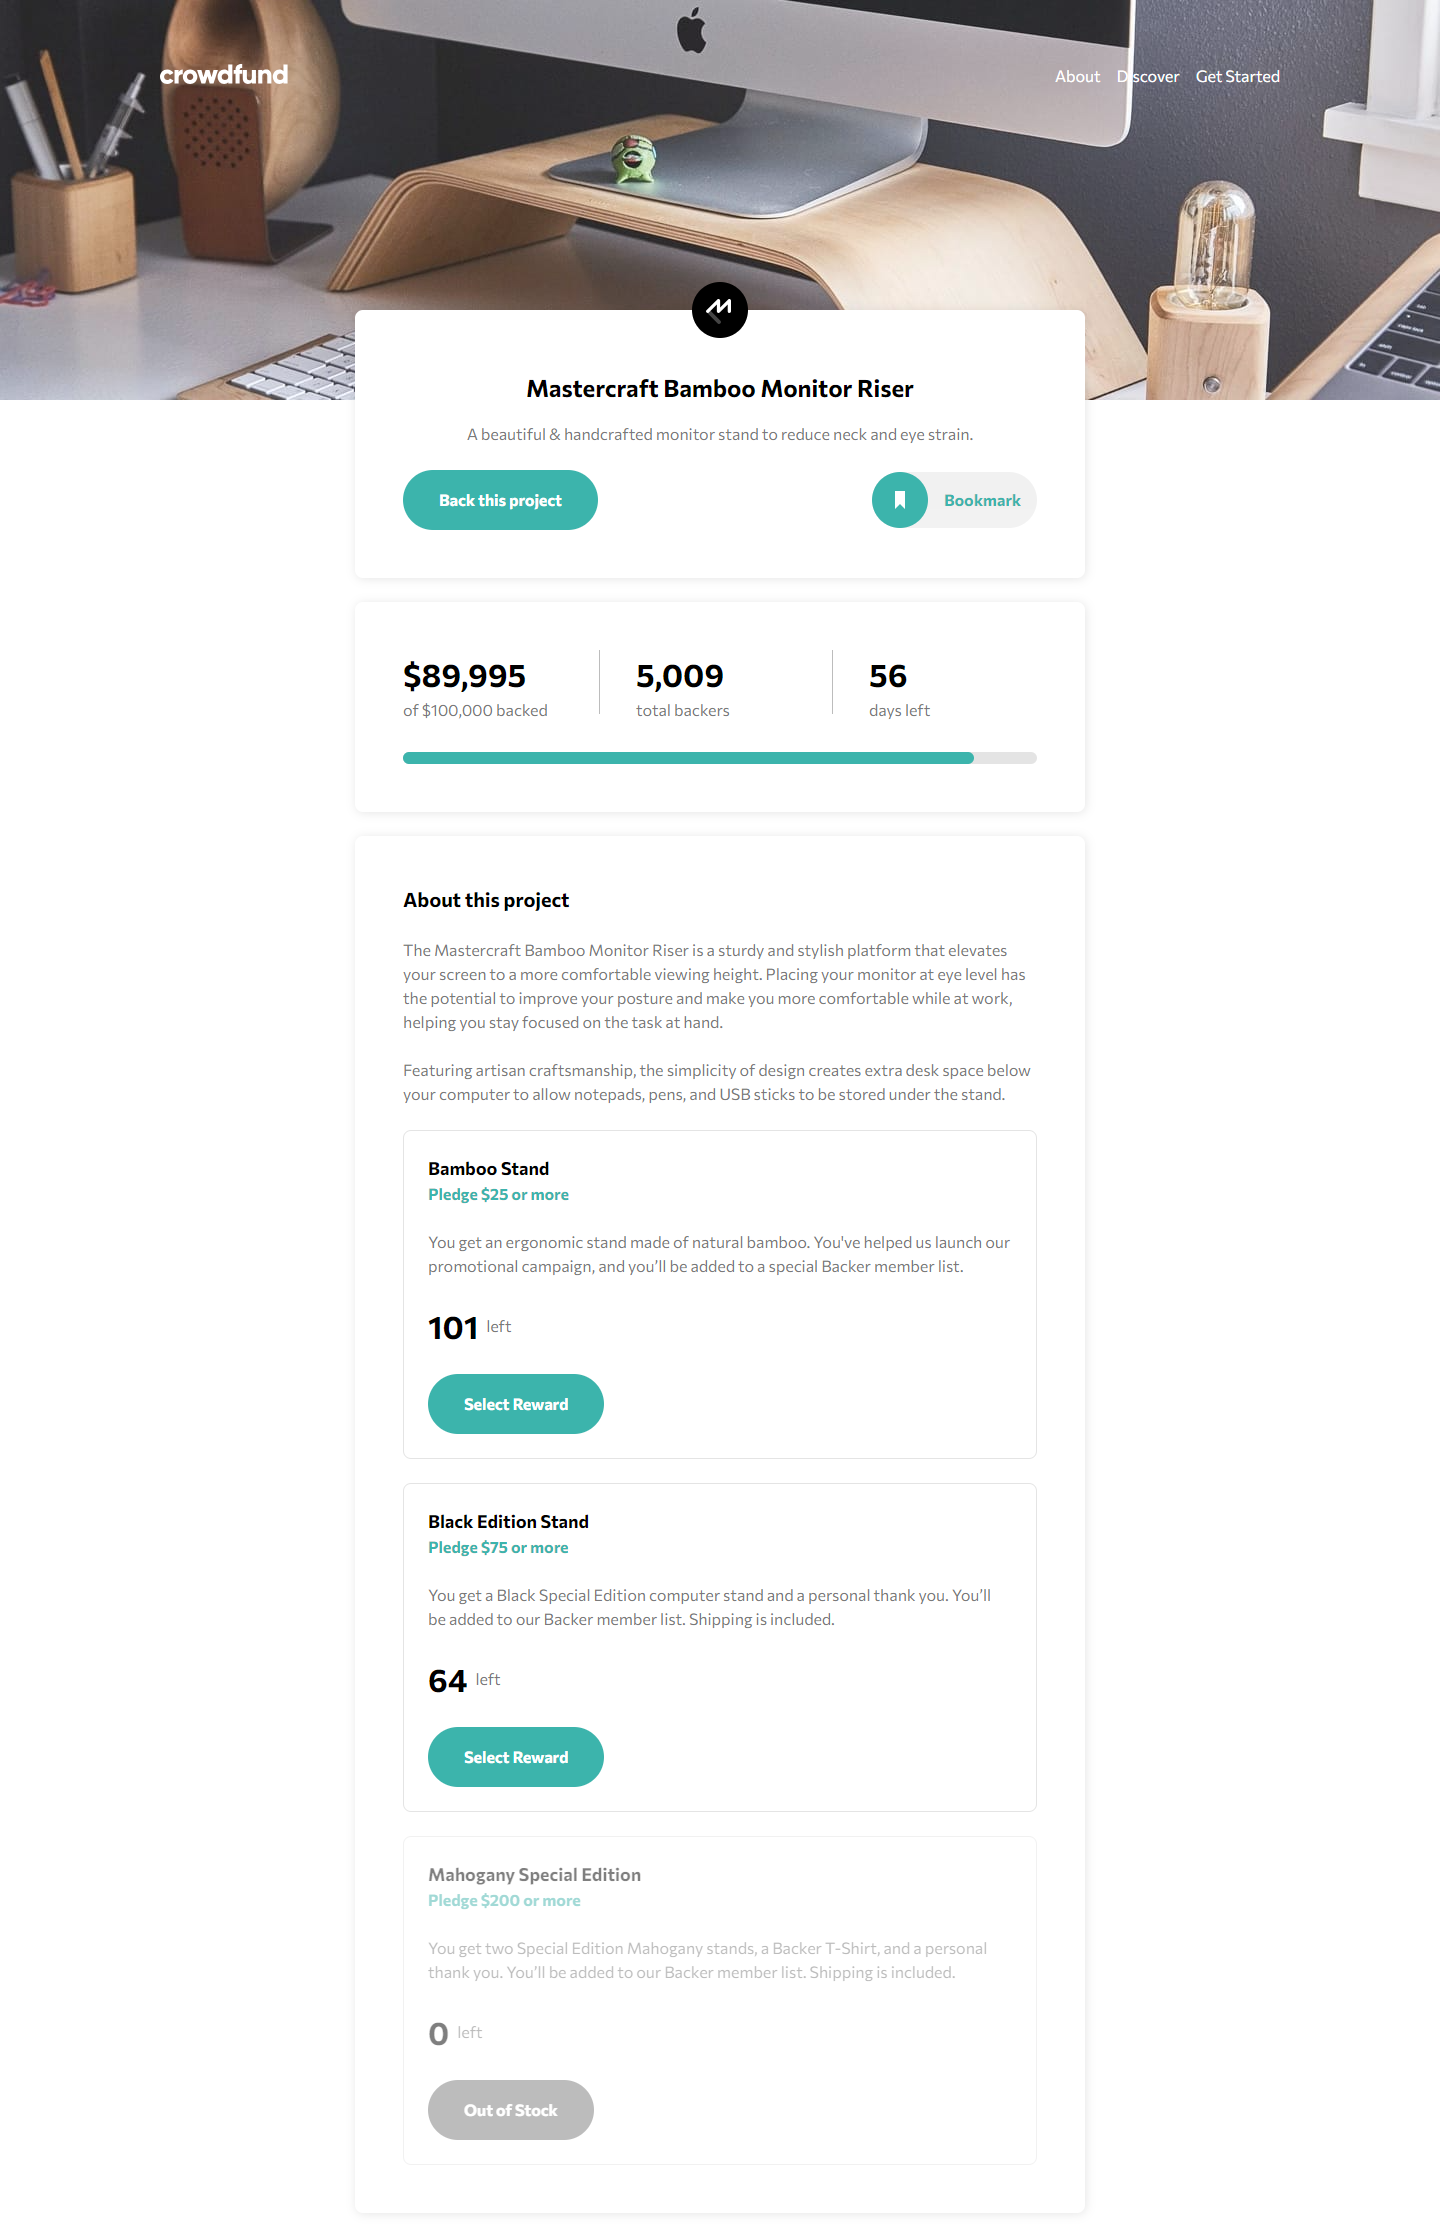 crowdfund
About Discover Get Started
Mastercraft Bamboo Monitor Riser
A beautiful & handcrafted monitor stand to reduce neck and eye strain.
Back this project
Bookmark
$89,995
of $100,000 backed
5,009
total backers
56
days left
About this project
The Mastercraft Bamboo Monitor Riser is a sturdy and stylish platform that elevates
your screen to a more comfortable viewing height. Placing your monitor at eye level has
the potential to improve your posture and make you more comfortable while at work,
helping you stay focused on the task at hand.
Featuring artisan craftsmanship, the simplicity of design creates extra desk space below
your computer to allow notepads, pens, and USB sticks to be stored under the stand.
Bamboo Stand
Pledge $25 or more
You get an ergonomic stand made of natural bamboo. You've helped us launch our
promotional campaign, and you’ll be added to a special Backer member list.
101 left
Select Reward
Black Edition Stand
Pledge $75 or more
You get a Black Special Edition computer stand and a personal thank you. You’ll
be added to our Backer member list. Shipping is included.
64 left
Select Reward
Mahogany Special Edition
Pledge $200 or more
You get two Special Edition Mahogany stands, a Backer T-Shirt, and a personal
thank you. You’ll be added to our Backer member list. Shipping is included.
0 left
Out of Stock